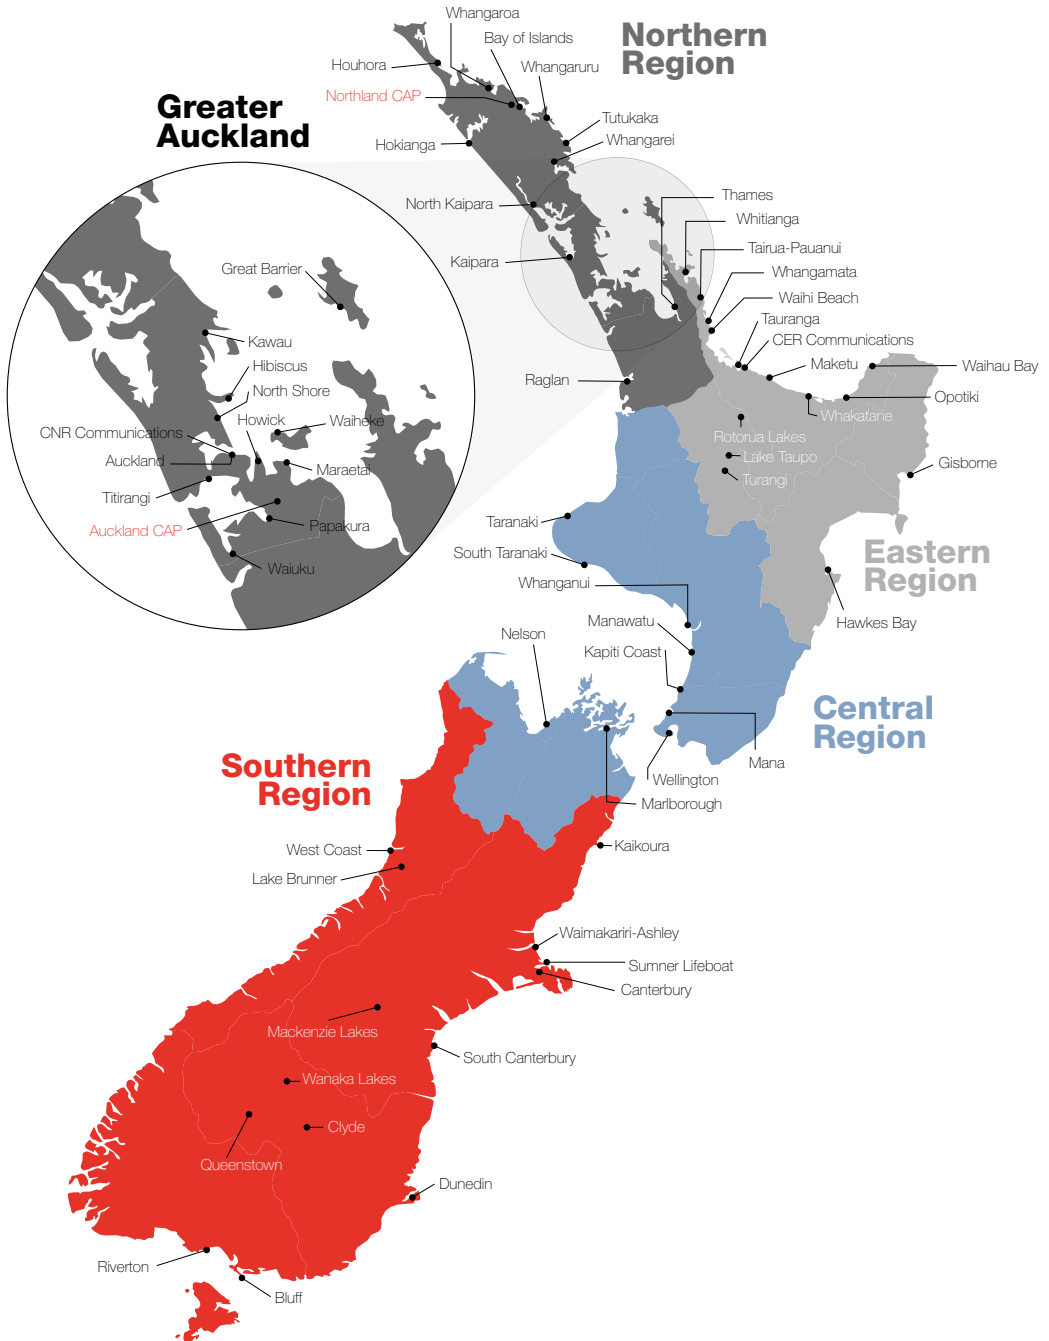 Whangaroa
Bay of Islands
Northern
Region
Houhora
Whangaruru
Northland CAP
Greater
Auckland
Tutukaka
Hokianga
Whangarei
Thames
North Kaipara
Whitianga
Tairua-Pauanui
Kaipara
Great Barrier
Whangamata
Waihi Beach
Tauranga
Kawau
CER Communications
Hibiscus
Maketu
Waihau Bay
Raglan
North Shore
Opotiki
Howick
Waiheke
Whakatane
CNR Communications
Rotorua Lakes
Auckland
Lake Taupo
Maraetai
Gisborne
Turangi
Titirangi
Taranaki
Auckland CAP
Papakura
South Taranaki
Eastern
Region
Waiuku
Whanganui
Manawatu
Hawkes Bay
Nelson
Kapiti Coast
Central
Region
Southern
Region
Mana
Wellington
Marlborough
West Coast
Kaikoura
Lake Brunner
Waimakariri-Ashley
Sumner Lifeboat
Canterbury
Mackenzie Lakes
South Canterbury
Wanaka Lakes
Clyde
Queenstown
Dunedin
Riverton
Bluff